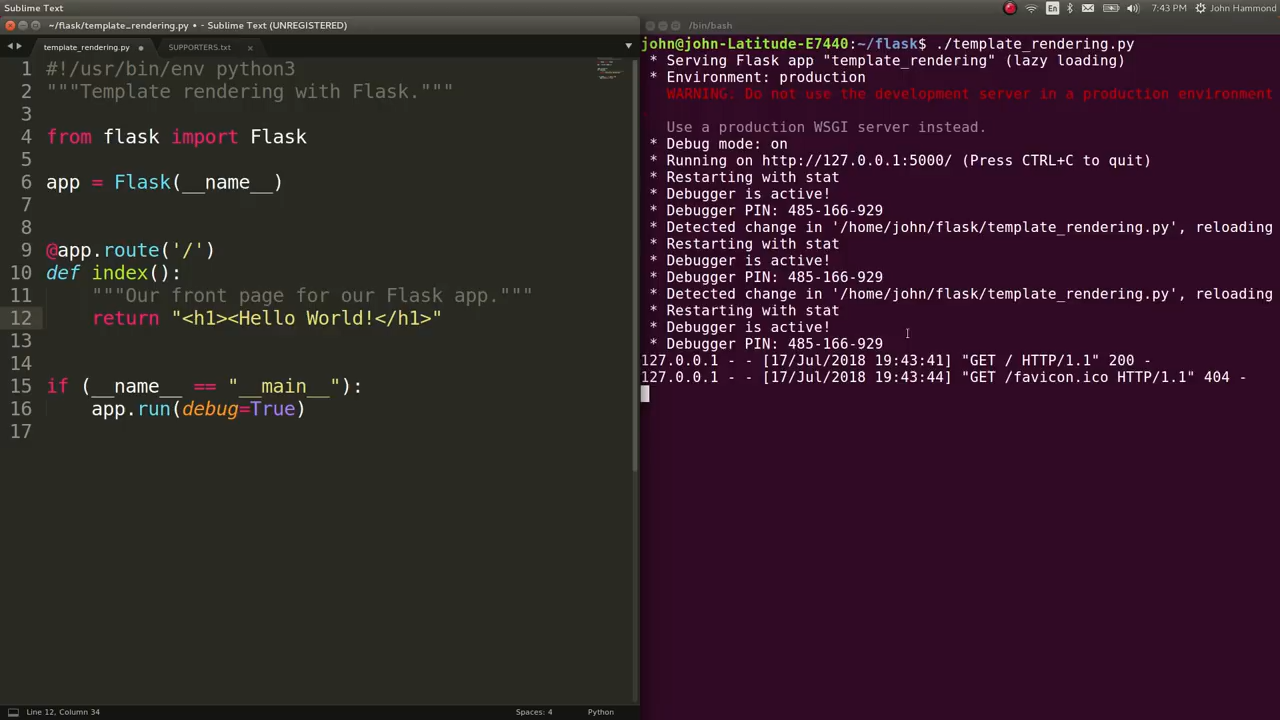 Sublime Text
7:43 PM
John Hammond
En
~/flask/template_rendering.py • - Sublime Text (UNREGISTERED)
/bin/bash
template_rendering.py
SUPPORTERS.txt
1 #!/usr/bin/env python3
2 """Template rendering with Flask."""
3
4 from flask import Flask
5
6 app = Flask(__name__)
7
8
9 @app.route('/')
10 def index():
11     """Our front page for our Flask app."""
12     return "<h1><Hello World!</h1>"
13
14
15 if (__name__ == "__main__"):
16     app.run(debug=True)
17
Line 12, Column 34
Spaces: 4
Python
john@john-Latitude-E7440:~/flask$ ./template_rendering.py
 * Serving Flask app "template_rendering" (lazy loading)
 * Environment: production
   WARNING: Do not use the development server in a production environment
   Use a production WSGI server instead.
 * Debug mode: on
 * Running on http://127.0.0.1:5000/ (Press CTRL+C to quit)
 * Restarting with stat
 * Debugger is active!
 * Debugger PIN: 485-166-929
 * Detected change in '/home/john/flask/template_rendering.py', reloading
 * Restarting with stat
 * Debugger is active!
 * Debugger PIN: 485-166-929
 * Detected change in '/home/john/flask/template_rendering.py', reloading
 * Restarting with stat
 * Debugger is active!
 * Debugger PIN: 485-166-929
127.0.0.1 - - [17/Jul/2018 19:43:41] "GET / HTTP/1.1" 200 -
127.0.0.1 - - [17/Jul/2018 19:43:44] "GET /favicon.ico HTTP/1.1" 404 -